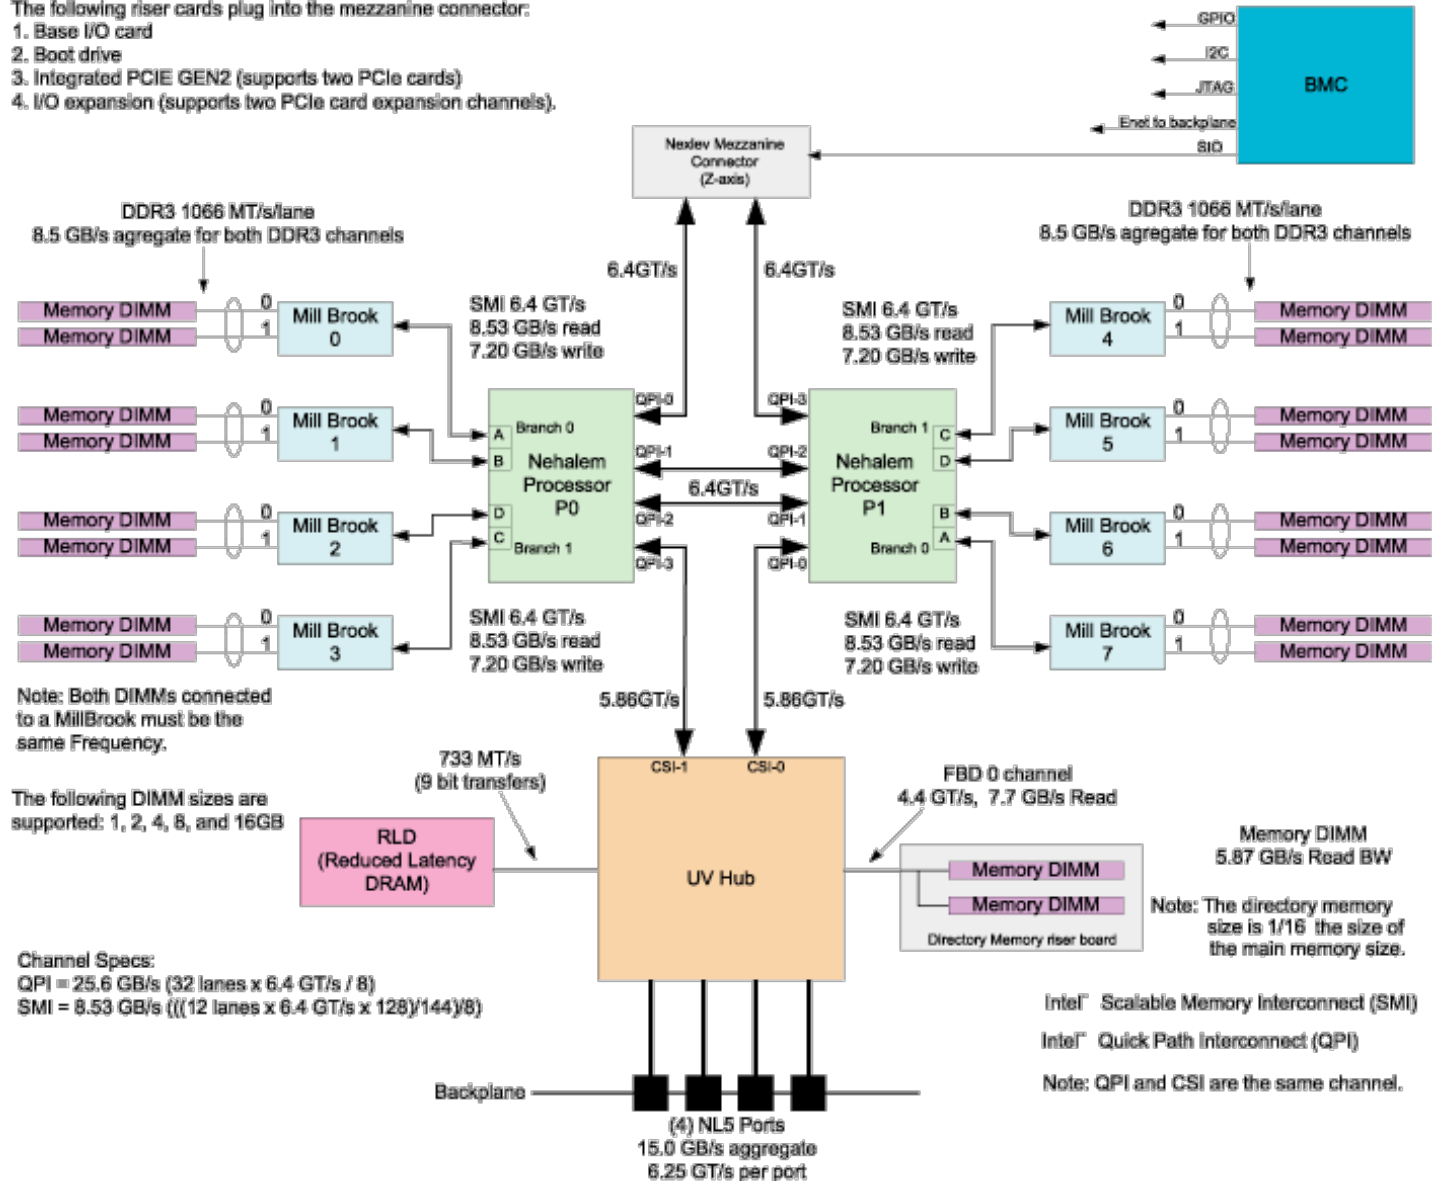 The following riser cards plug into the mezzanine connector:
1. Base I/O card
2. Boot drive
3. Integrated PCIE GEN2 (supports two PCIe cards)
4. I/O expansion (supports two PCIe card expansion channels).
GPIO
I2C
JTAG
Enet to backplane
SIO
BMC
Nexlev Mezzanine
Connector
(Z-axis)
DDR3 1066 MT/s/lane
8.5 GB/s agregate for both DDR3 channels
DDR3 1066 MT/s/lane
8.5 GB/s agregate for both DDR3 channels
6.4GT/s
6.4GT/s
Memory DIMM
Memory DIMM
0
1
Mill Brook
0
SMI 6.4 GT/s
8.53 GB/s read
7.20 GB/s write
SMI 6.4 GT/s
8.53 GB/s read
7.20 GB/s write
Mill Brook
4
0
1
Memory DIMM
Memory DIMM
Memory DIMM
Memory DIMM
0
1
Mill Brook
1
Mill Brook
5
0
1
Memory DIMM
Memory DIMM
Memory DIMM
Memory DIMM
0
1
Mill Brook
2
Mill Brook
6
0
1
Memory DIMM
Memory DIMM
Memory DIMM
Memory DIMM
0
1
Mill Brook
3
Mill Brook
7
0
1
Memory DIMM
Memory DIMM
A
Branch 0
B
Nehalem
Processor
P0
D
C
Branch 1
QPI-0
QPI-1
QPI-2
QPI-3
6.4GT/s
QPI-3
QPI-2
QPI-1
QPI-0
Branch 1
C
D
Nehalem
Processor
P1
B
A
Branch 0
SMI 6.4 GT/s
8.53 GB/s read
7.20 GB/s write
SMI 6.4 GT/s
8.53 GB/s read
7.20 GB/s write
5.86GT/s
5.86GT/s
Note: Both DIMMs connected
to a MillBrook must be the
same Frequency.
The following DIMM sizes are
supported: 1, 2, 4, 8, and 16GB
733 MT/s
(9 bit transfers)
RLD
(Reduced Latency
DRAM)
CSI-1
CSI-0
UV Hub
FBD 0 channel
4.4 GT/s, 7.7 GB/s Read
Memory DIMM
Memory DIMM
Directory Memory riser board
Memory DIMM
5.87 GB/s Read BW
Note: The directory memory
size is 1/16 the size of
the main memory size.
Channel Specs:
QPI = 25.6 GB/s (32 lanes x 6.4 GT/s / 8)
SMI = 8.53 GB/s (((12 lanes x 6.4 GT/s x 128)/144)/8)
Intel™ Scalable Memory Interconnect (SMI)
Intel™ Quick Path Interconnect (QPI)
Note: QPI and CSI are the same channel.
Backplane
(4) NL5 Ports
15.0 GB/s aggregate
6.25 GT/s per port